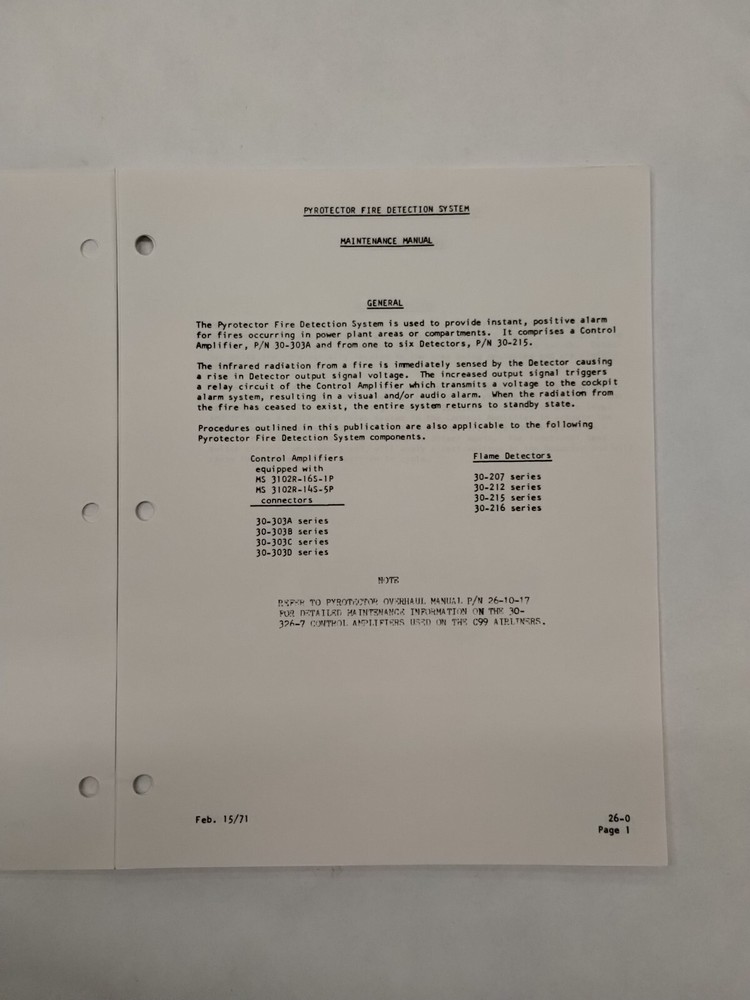 PYROTECTOR FIRE DETECTION SYSTEM
MAINTENANCE MANUAL
GENERAL
The Pyrotector Fire Detection System is used to provide instant, positive alarm
for fires occurring in power plant areas or compartments. It comprises a Control
Amplifier, P/N 30-303A and from one to six Detectors, P/N 30-215.
The infrared radiation from a fire is immediately sensed by the Detector causing
a rise in Detector output signal voltage. The increased output signal triggers
a relay circuit of the Control Amplifier which transmits a voltage to the cockpit
alarm system, resulting in a visual and/or audio alarm. When the radiation from
the fire has ceased to exist, the entire system returns to standby state.
Procedures outlined in this publication are also applicable to the following
Pyrotector Fire Detection System components.
Control Amplifiers
equipped with
MS 3102R-16S-1P
MS 3102R-14S-5P
connectors
30-303A series
30-303B series
30-303C series
30-303D series
Flame Detectors
30-207 series
30-212 series
30-215 series
30-216 series
NOTE
REFER TO PYROTECTOR OVERHAUL MANUAL P/N 26-10-17
FOR DETAILED MAINTENANCE INFORMATION ON THE 30-
326-7 CONTROL AMPLIFIERS USED ON THE C99 AIRLINERS.
Feb. 15/71
26-0
Page 1